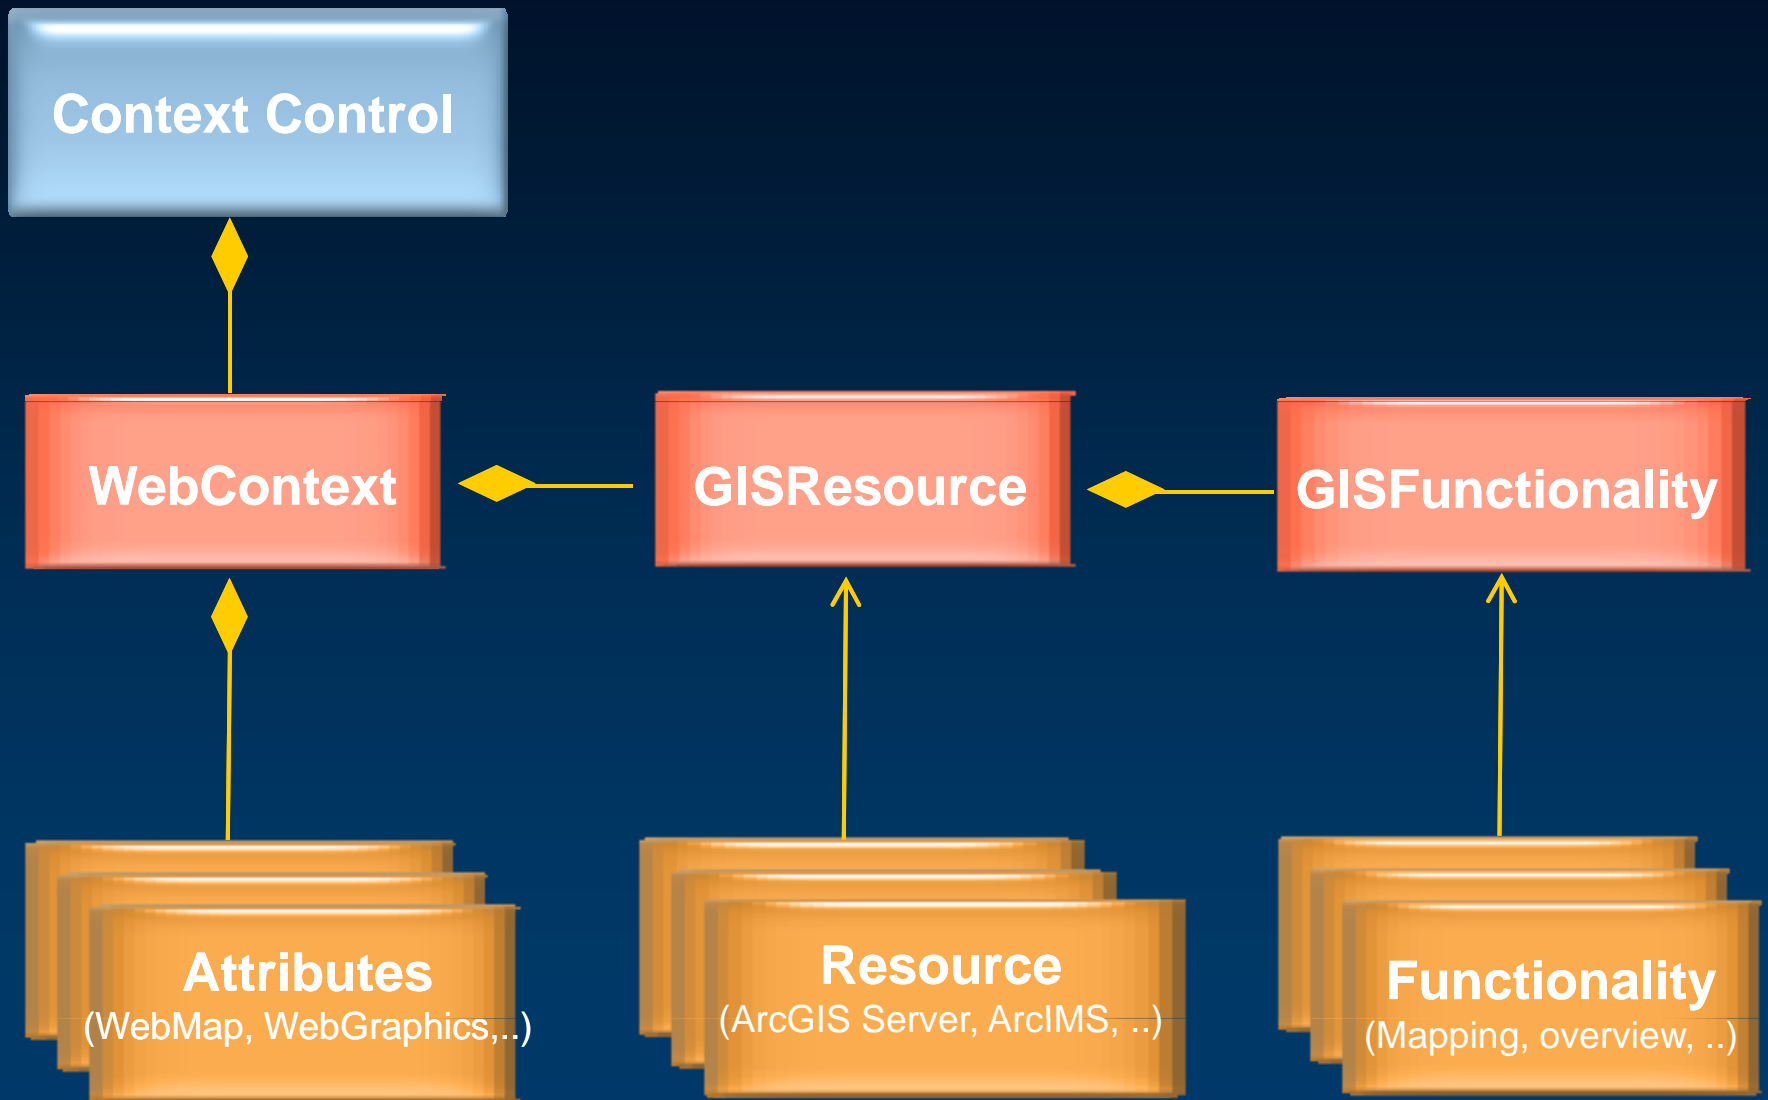 Context Control
WebContext
GISResource
GISFunctionality
Attributes
(WebMap, WebGraphics,..)
Resource
(ArcGIS Server, ArcIMS, ..)
Functionality
(Mapping, overview, ..)